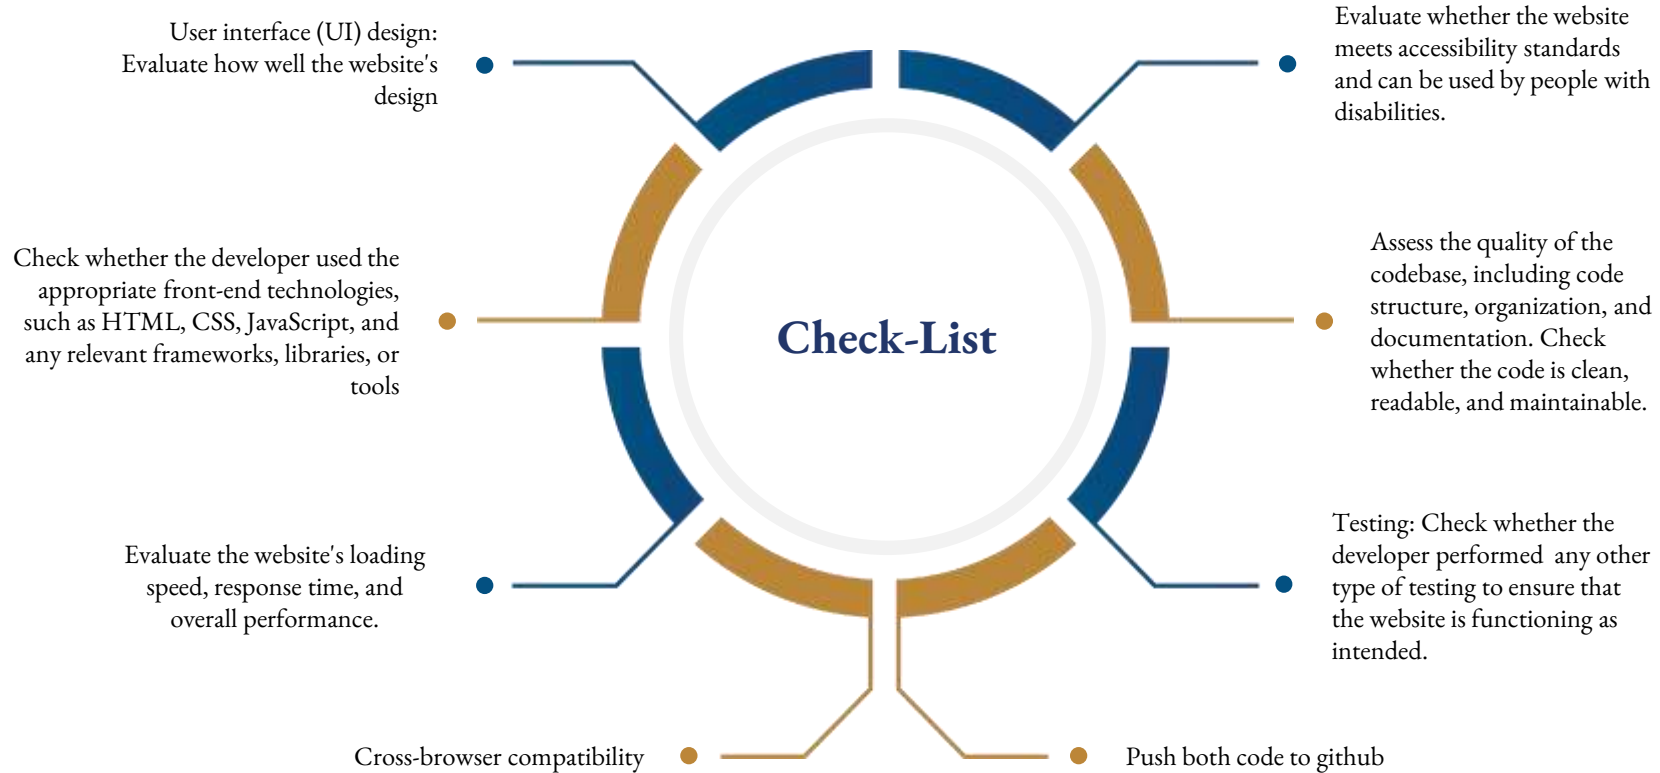 User interface (UI) design:
Evaluate how well the website's
design
Check whether the developer used the
appropriate front-end technologies,
such as HTML, CSS, JavaScript, and
any relevant frameworks, libraries, or
tools
Evaluate the website's loading
speed, response time, and
overall performance.
Cross-browser compatibility
Check-List
Evaluate whether the website
meets accessibility standards
and can be used by people with
disabilities.
Assess the quality of the
codebase, including code
structure, organization, and
documentation. Check
whether the code is clean,
readable, and maintainable.
Testing: Check whether the
developer performed any other
type of testing to ensure that
the website is functioning as
intended.
Push both code to github